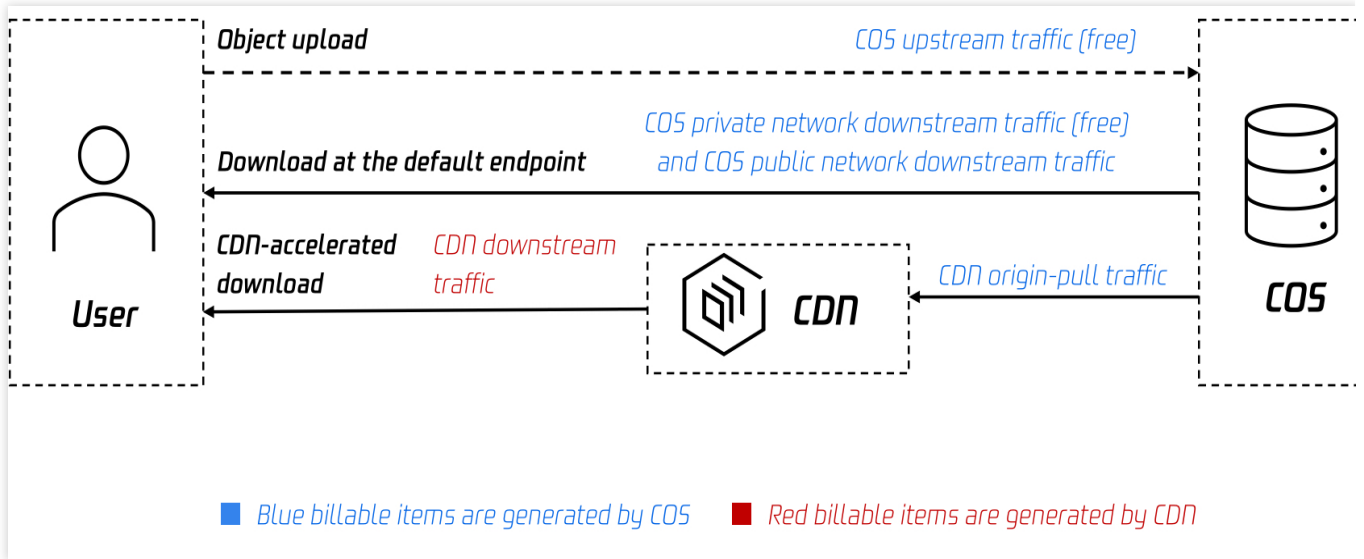 Object upload
COS upstream traffic (free)
COS private network downstream traffic (free)
Download at the default endpoint
and COS public network downstream traffic
CDN-accelerated
download
CDN downstream
traffic
CDN origin-pull traffic
User
CDN
COS
Blue billable items are generated by COS
Red billable items are generated by CDN